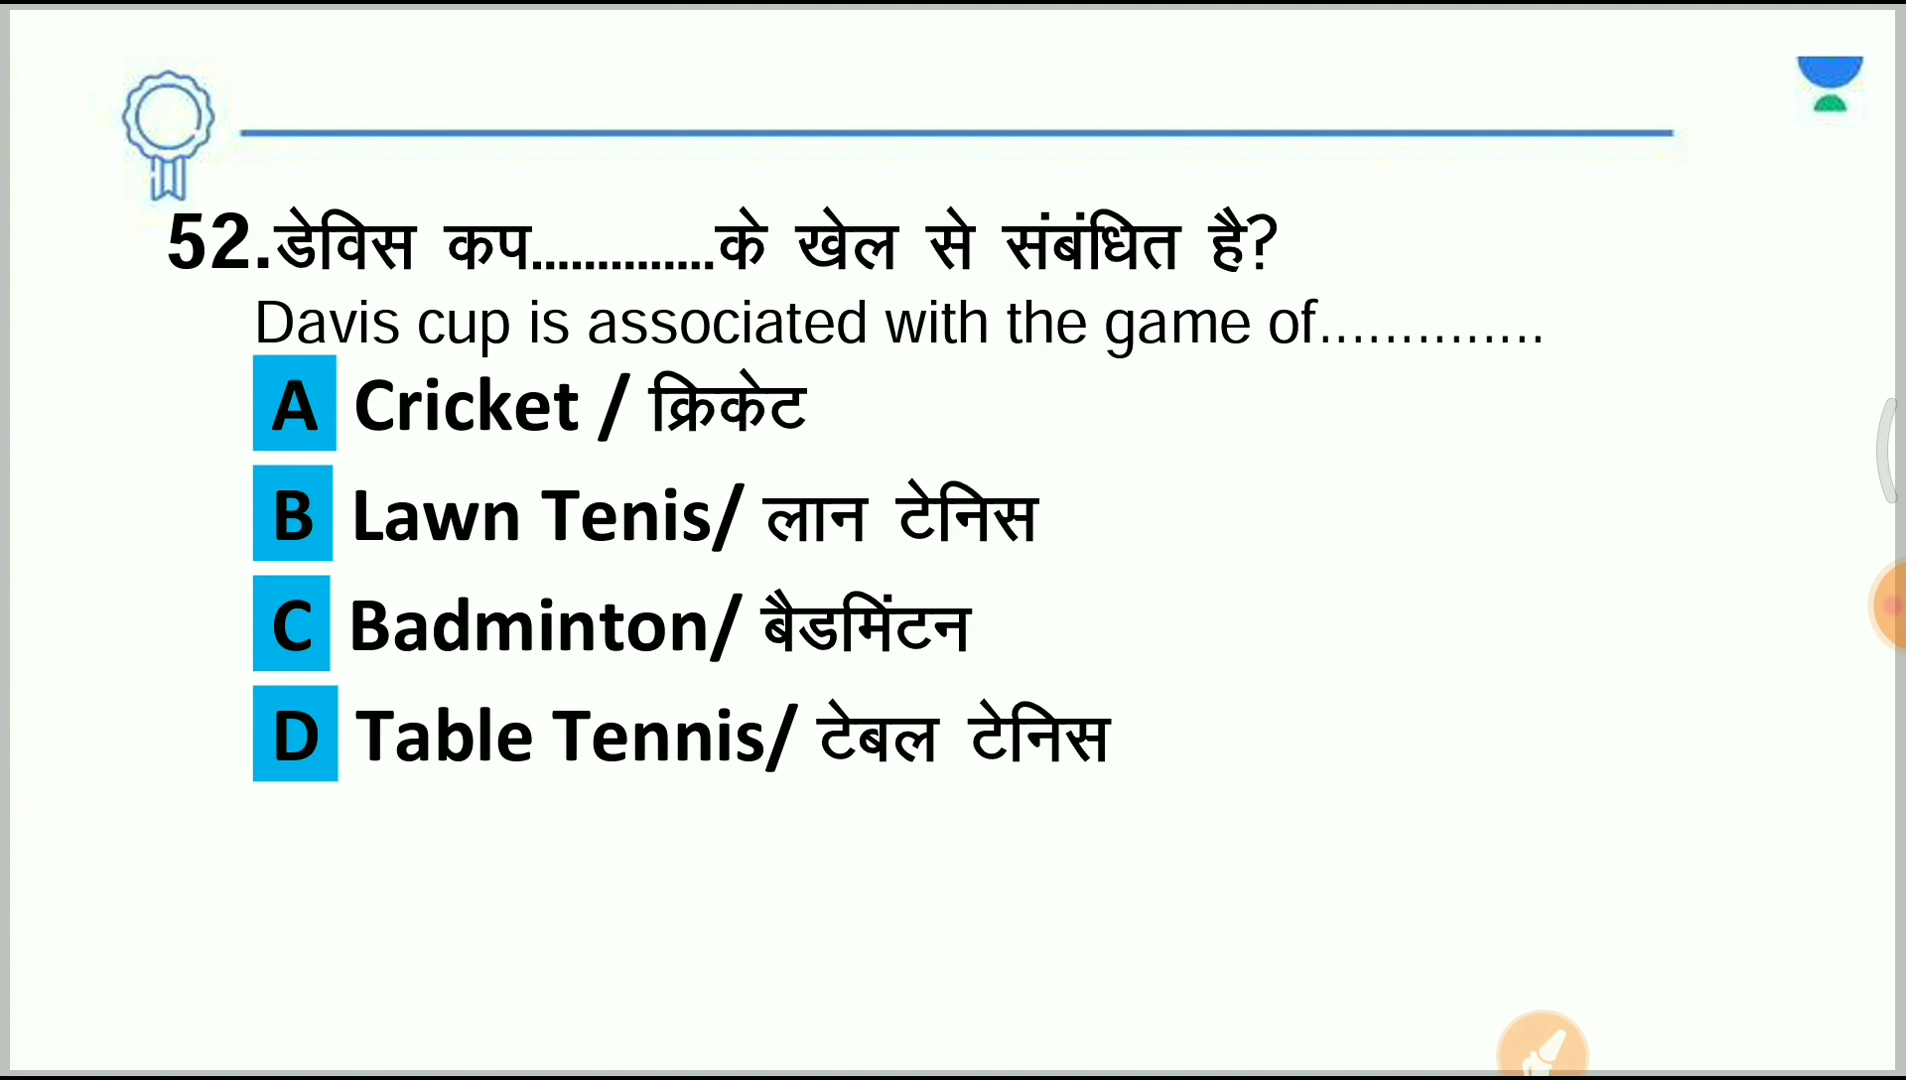 52.डेविस कप..............के खेल से संबंधित है?
Davis cup is associated with the game of..............
A Cricket / क्रिकेट
B Lawn Tenis/ लान टेनिस
C Badminton/ बैडमिंटन
D Table Tennis/ टेबल टेनिस